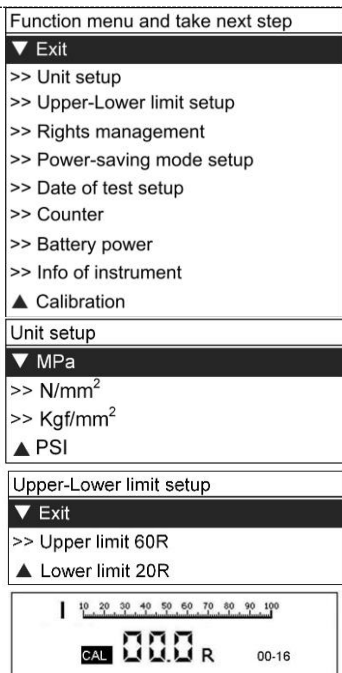 Function menu and take next step
▼ Exit
>> Unit setup
>> Upper-Lower limit setup
>> Rights management
>> Power-saving mode setup
>> Date of test setup
>> Counter
>> Battery power
>> Info of instrument
▲ Calibration
Unit setup
▼ MPa
>> N/mm²
>> Kgf/mm²
▲ PSI
Upper-Lower limit setup
▼ Exit
>> Upper limit 60R
▲ Lower limit 20R
10 20 30 40 50 60 70 80 90 100
CAL 00.0 R 00-16